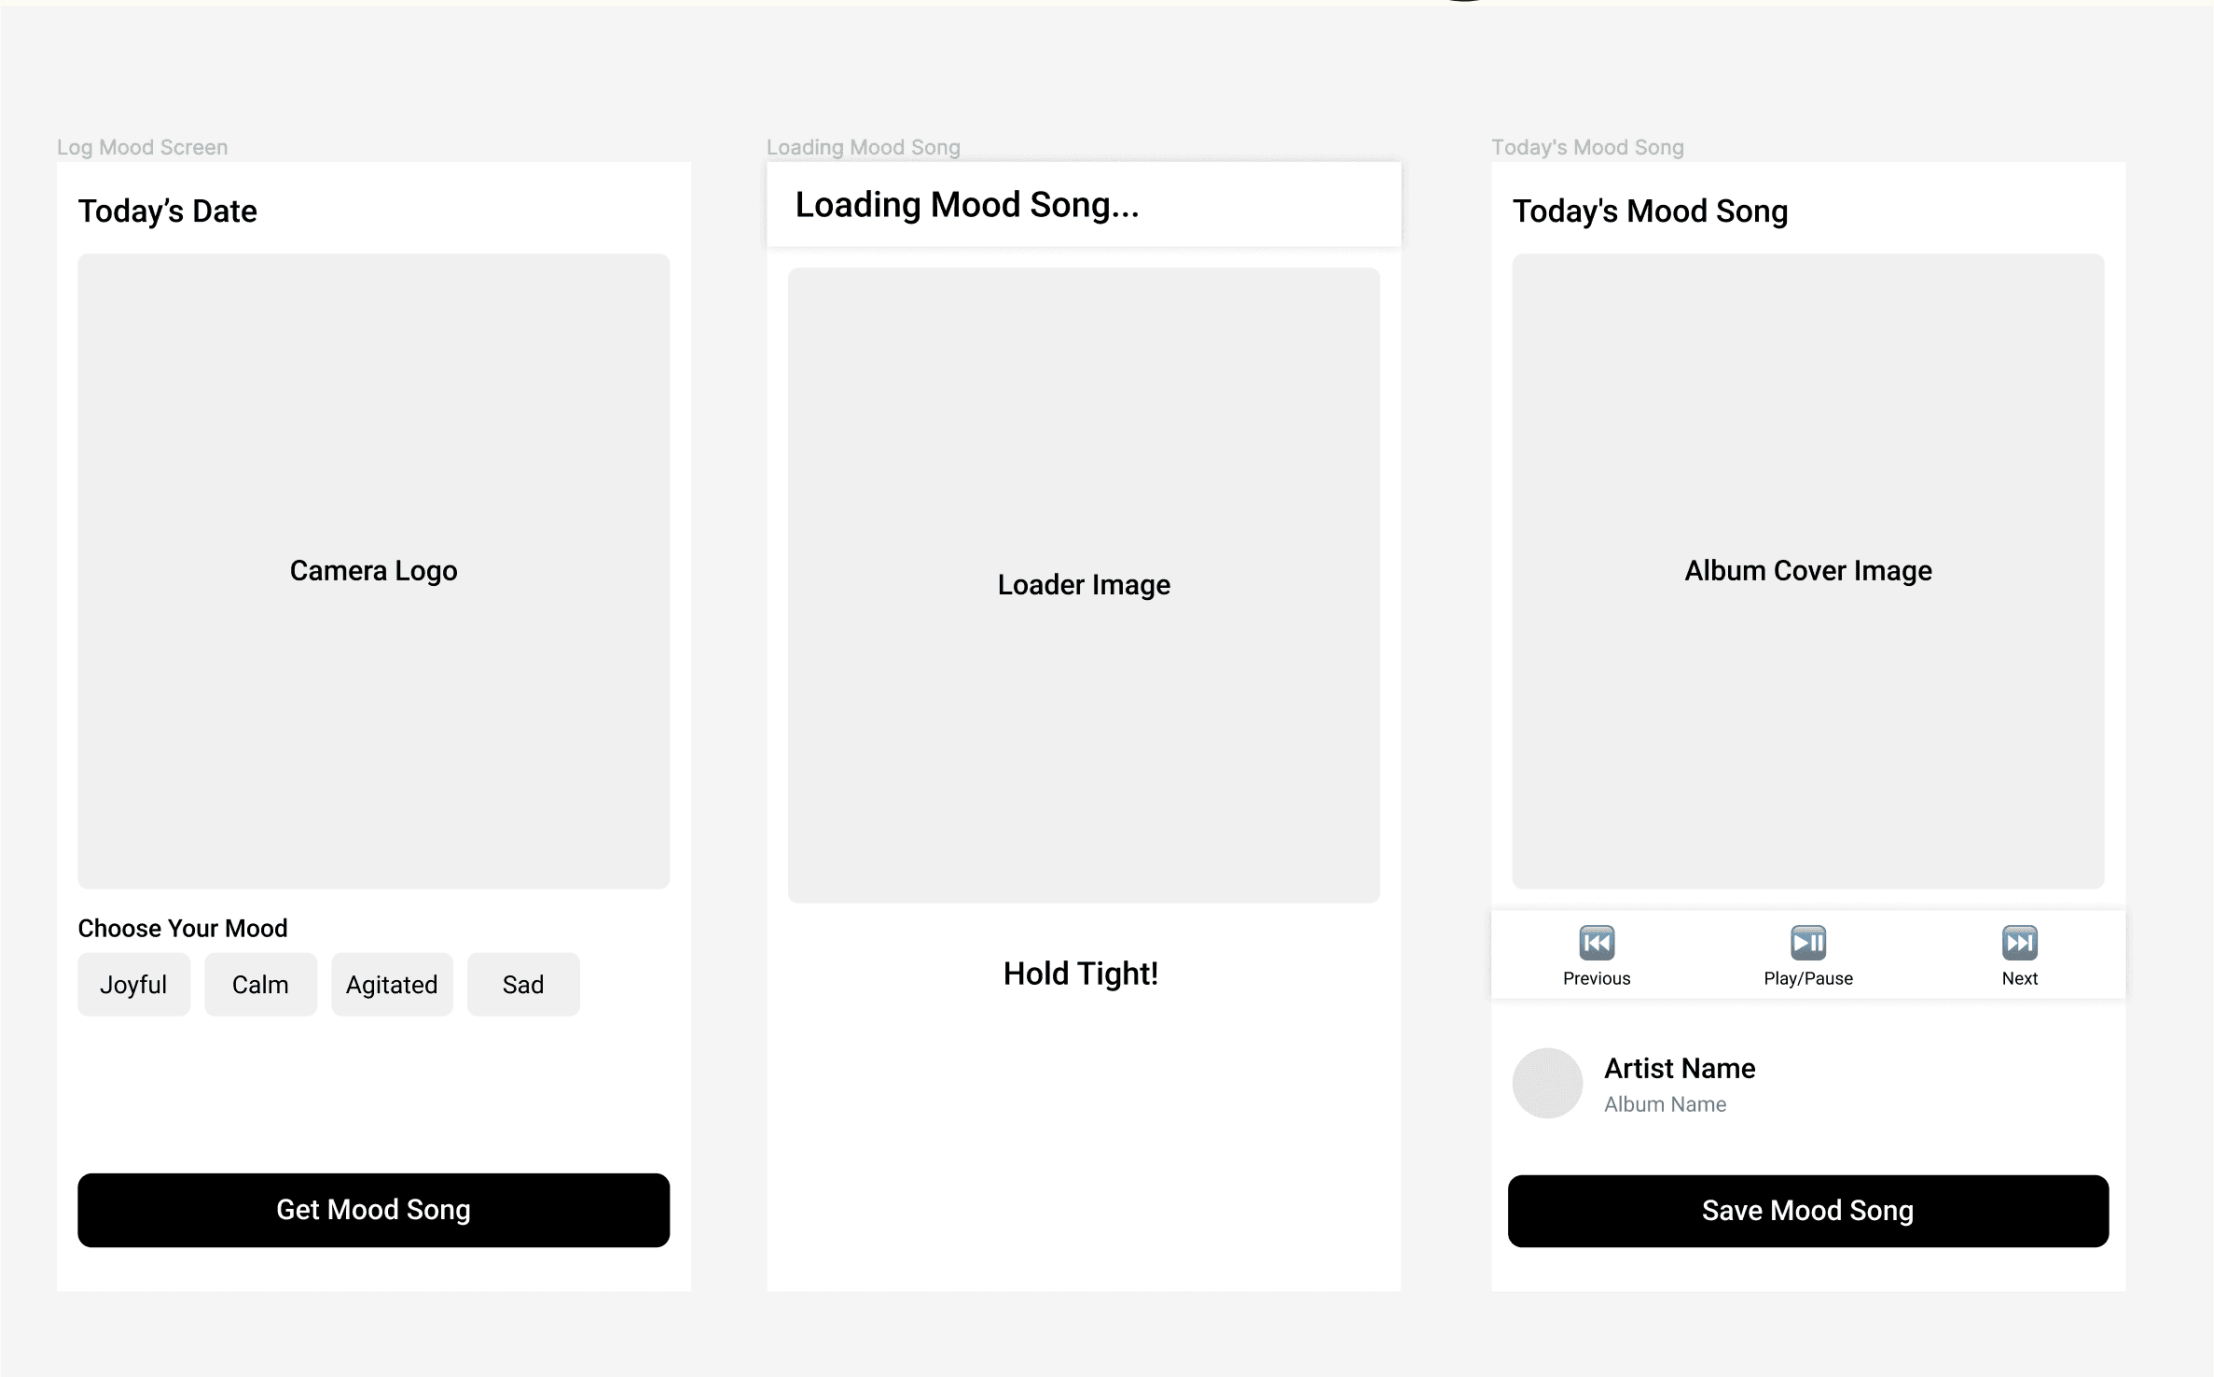 Log Mood Screen
Today’s Date
Camera Logo
Choose Your Mood
Joyful
Calm
Agitated
Sad
Get Mood Song
Loading Mood Song
Loading Mood Song...
Loader Image
Hold Tight!
Today's Mood Song
Today's Mood Song
Album Cover Image
Previous
Play/Pause
Next
Artist Name
Album Name
Save Mood Song